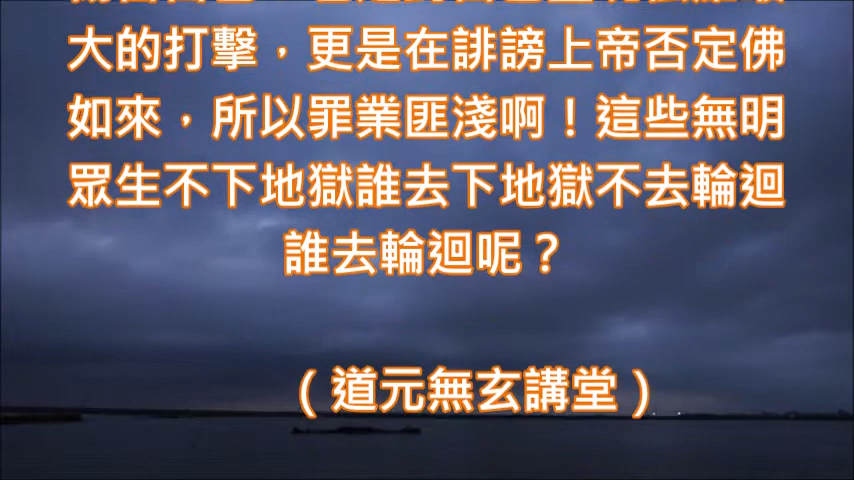 大的打擊，更是在誹謗上帝否定佛
如來，所以罪業匪淺啊！這些無明
眾生不下地獄誰去下地獄不去輪迴
誰去輪迴呢？
（道元無玄講堂）